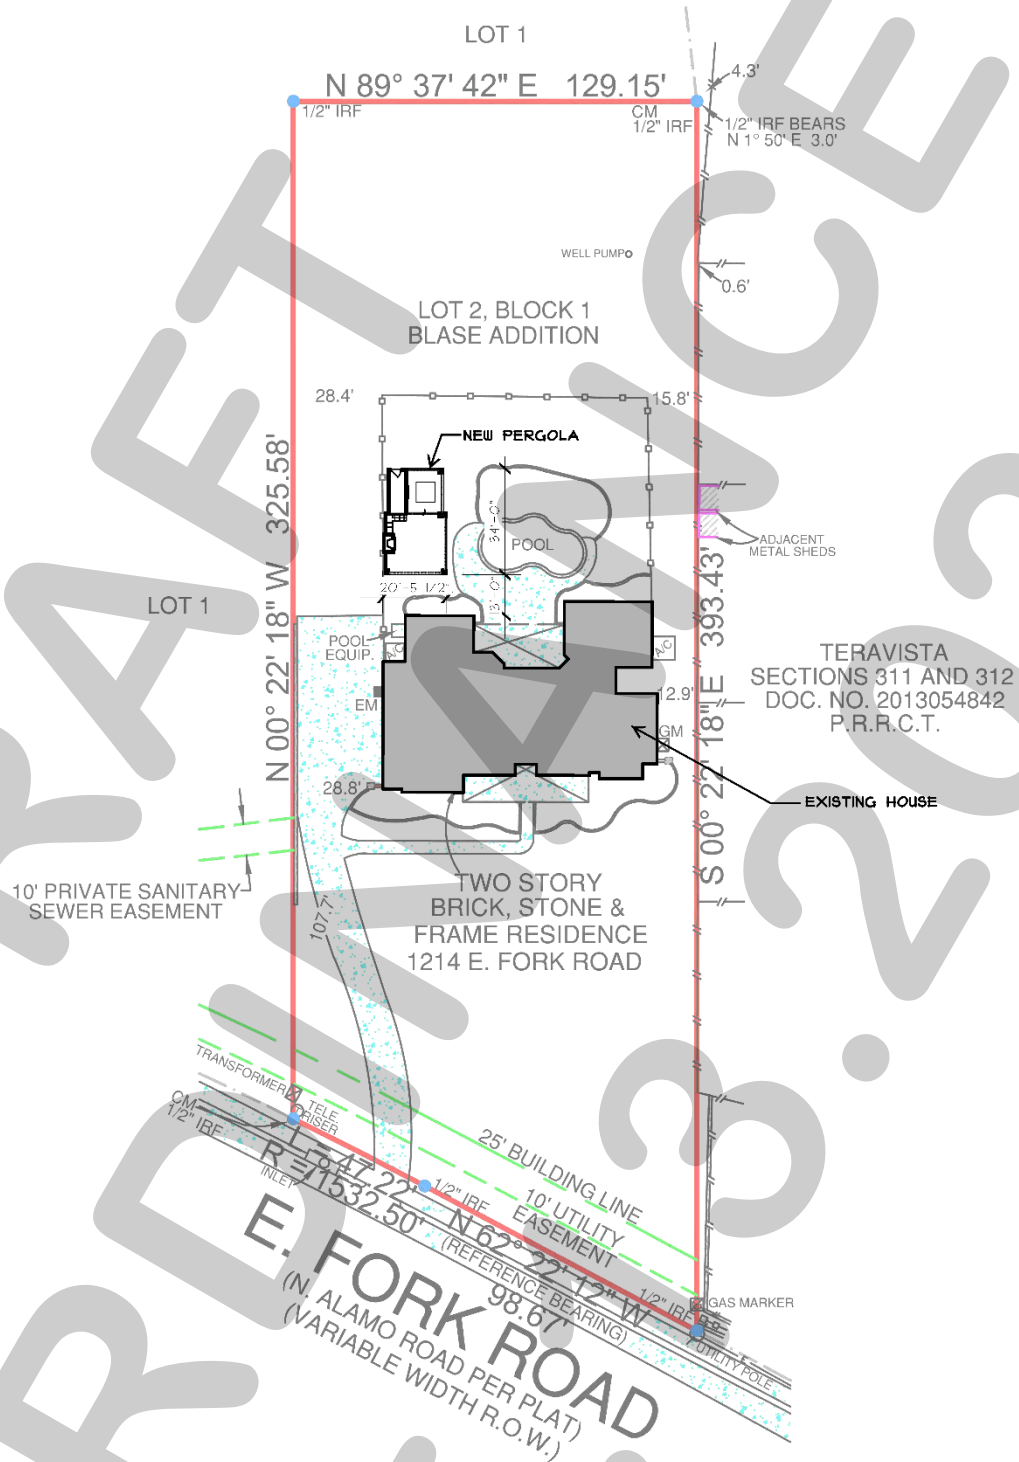 LOT 1
N 89° 37' 42" E 129.15'
4.3'
1/2" IRF
CM
1/2" IRF
1/2" IRF BEARS
N 1° 50' E 3.0'
WELL PUMP
0.6'
LOT 2, BLOCK 1
BLASE ADDITION
28.4'
15.8'
NEW PERGOLA
N 00° 22' 18" W 325.58'
34'-0"
POOL
ADJACENT
METAL SHEDS
20'-5 1/2"
13'-0"
LOT 1
POOL
EQUIP.
A/C
A/C
S 00° 22' 18" E 393.43'
TERAVISTA
SECTIONS 311 AND 312
DOC. NO. 2013054842
P.R.R.C.T.
EM
12.9'
GM
28.8'
EXISTING HOUSE
10' PRIVATE SANITARY
SEWER EASEMENT
TWO STORY
BRICK, STONE &
FRAME RESIDENCE
1214 E. FORK ROAD
107.7'
TRANSFORMER
TELE
RISER
CM
1/2" IRF
L = 47.22'
R = 1532.50'
INLET
1/2" IRF
25' BUILDING LINE
10' UTILITY
EASEMENT
N 62° 22' 12" W
(REFERENCE BEARING)
98.67'
1/2" IRF
GAS MARKER
UTILITY POLE
E. FORK ROAD
(N. ALAMO ROAD PER PLAT)
(VARIABLE WIDTH R.O.W.)